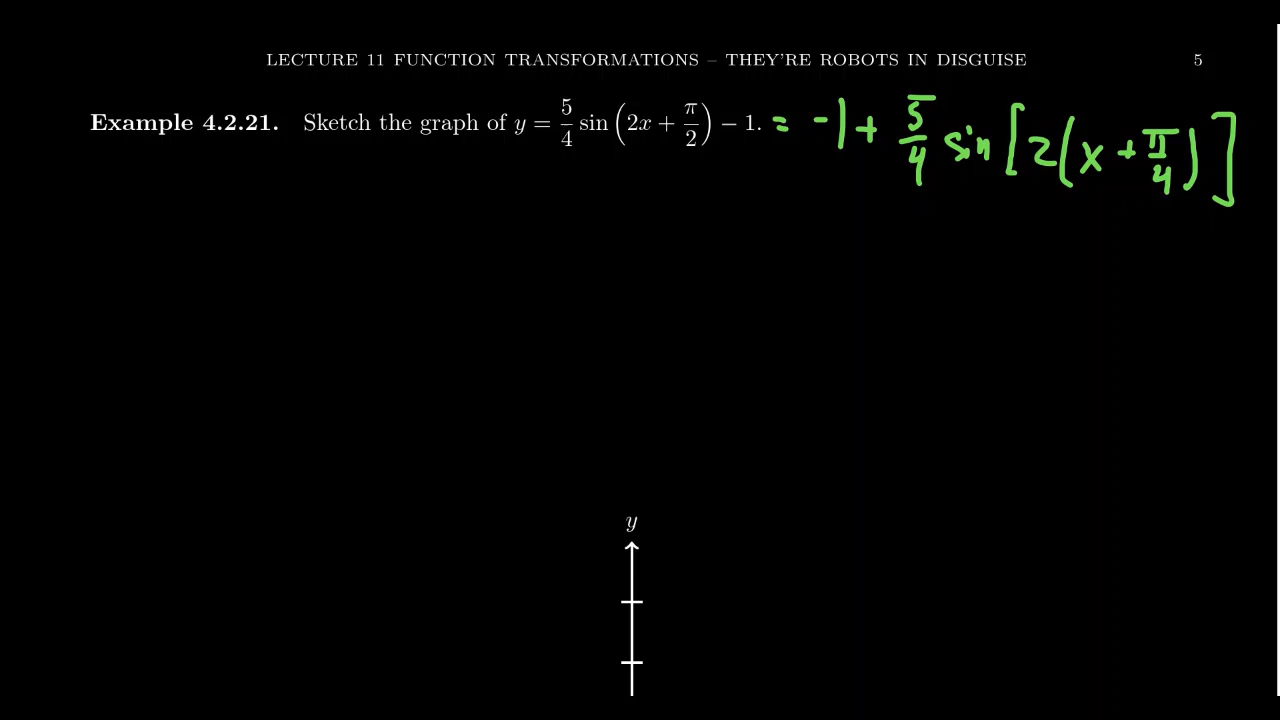 LECTURE 11 FUNCTION TRANSFORMATIONS – THEY'RE ROBOTS IN DISGUISE 5
Example 4.2.21. Sketch the graph of y = 5/4 sin(2x + π/2) − 1. = -1 + 5/4 sin[2(x + π/4)]
y